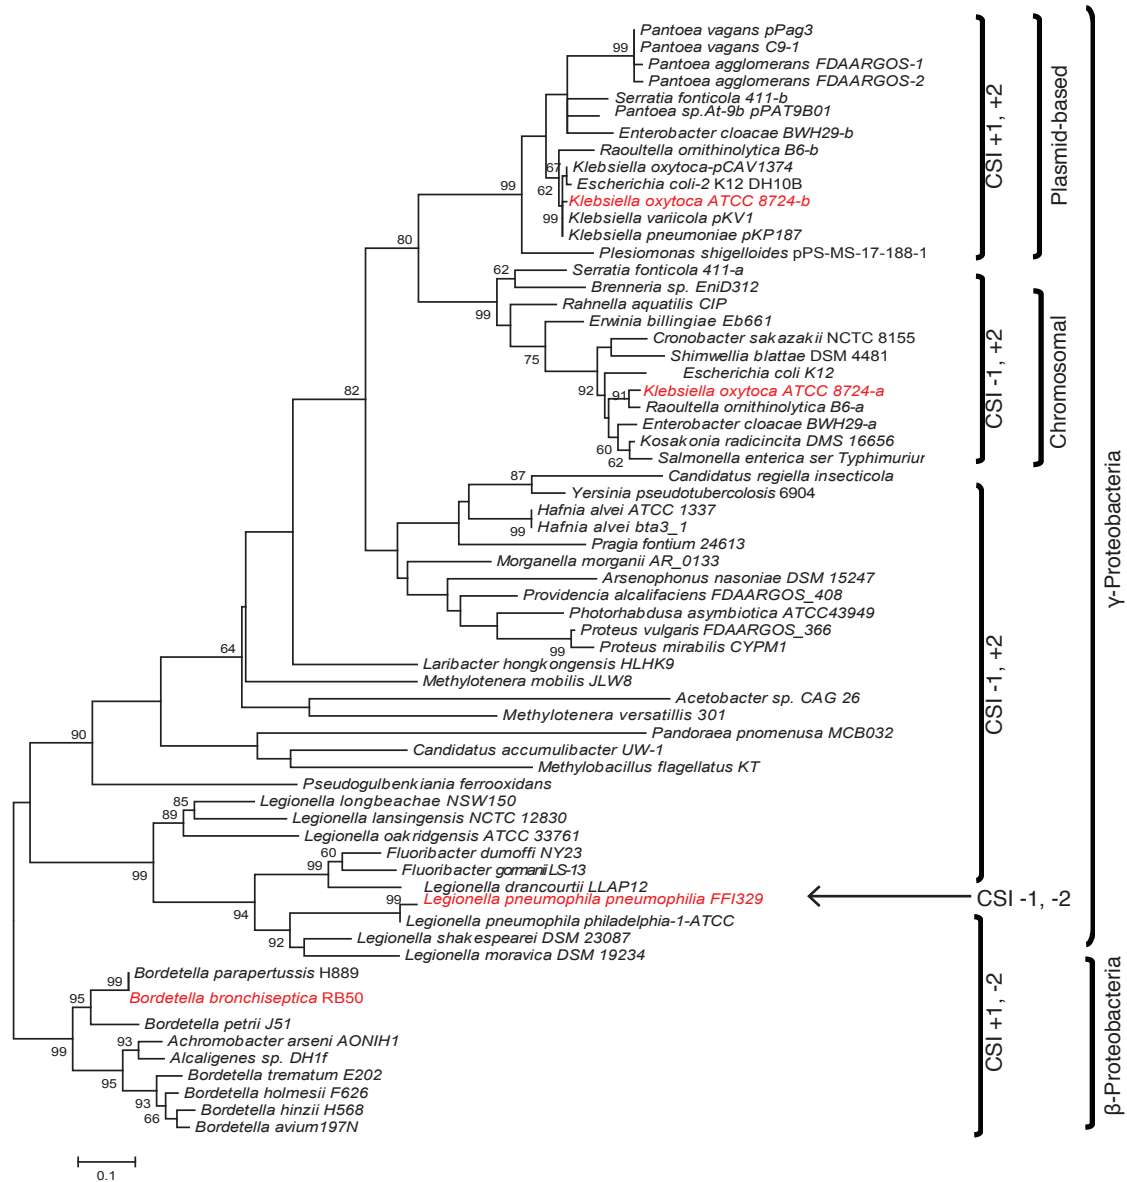 Pantoea vagans pPag3
Pantoea vagans C9-1
99
Pantoea agglomerans FDAARGOS-1
Pantoea agglomerans FDAARGOS-2
Serratia fonticola 411-b
Pantoea sp.At-9b pPAT9B01
Enterobacter cloacae BWH29-b
Raoultella ornithinolytica B6-b
67
Klebsiella oxytoca-pCAV1374
Escherichia coli-2 K12 DH10B
99
62
Klebsiella oxytoca ATCC 8724-b
99
Klebsiella variicola pKV1
Klebsiella pneumoniae pKP187
80
Plesiomonas shigelloides pPS-MS-17-188-1
62
Serratia fonticola 411-a
Brenneria sp. EniD312
Rahnella aquatilis CIP
99
Erwinia billingiae Eb661
Cronobacter sakazakii NCTC 8155
75
Shimwellia blattae DSM 4481
Escherichia coli K12
82
92
91
Klebsiella oxytoca ATCC 8724-a
Raoultella ornithinolytica B6-a
Enterobacter cloacae BWH29-a
60
Kosakonia radicincita DMS 16656
62
Salmonella enterica ser Typhimuriur
87
Candidatus regiella insecticola
Yersinia pseudotubercolosis 6904
Hafnia alvei ATCC 1337
99
Hafnia alvei bta3_1
Pragia fontium 24613
Morganella morganii AR_0133
Arsenophonus nasoniae DSM 15247
Providencia alcalifaciens FDAARGOS_408
Photorhabdusa asymbiotica ATCC43949
Proteus vulgaris FDAARGOS_366
99
Proteus mirabilis CYPM1
64
Laribacter hongkongensis HLHK9
Methylotenera mobilis JLW8
Acetobacter sp. CAG 26
Methylotenera versatillis 301
90
Pandoraea pnomenusa MCB032
Candidatus accumulibacter UW-1
Methylobacillus flagellatus KT
Pseudogulbenkiania ferrooxidans
85
Legionella longbeachae NSW150
89
Legionella lansingensis NCTC 12830
Legionella oakridgensis ATCC 33761
60
Fluoribacter dumoffi NY23
99
99
Fluoribacter gormanii LS-13
Legionella drancourtii LLAP12
99
Legionella pneumophila pneumophilia FFI329
94
Legionella pneumophila philadelphia-1-ATCC
92
Legionella shakespearei DSM 23087
Legionella moravica DSM 19234
99
Bordetella parapertussis H889
95
Bordetella bronchiseptica RB50
Bordetella petrii J51
99
93
Achromobacter arseni AONIH1
Alcaligenes sp. DH1f
95
Bordetella trematum E202
93
Bordetella holmesii F626
66
Bordetella hinzii H568
Bordetella avium197N
0.1
CSI +1, +2
Plasmid-based
CSI -1, +2
Chromosomal
CSI -1, +2
CSI -1, -2
CSI +1, -2
γ-Proteobacteria
β-Proteobacteria